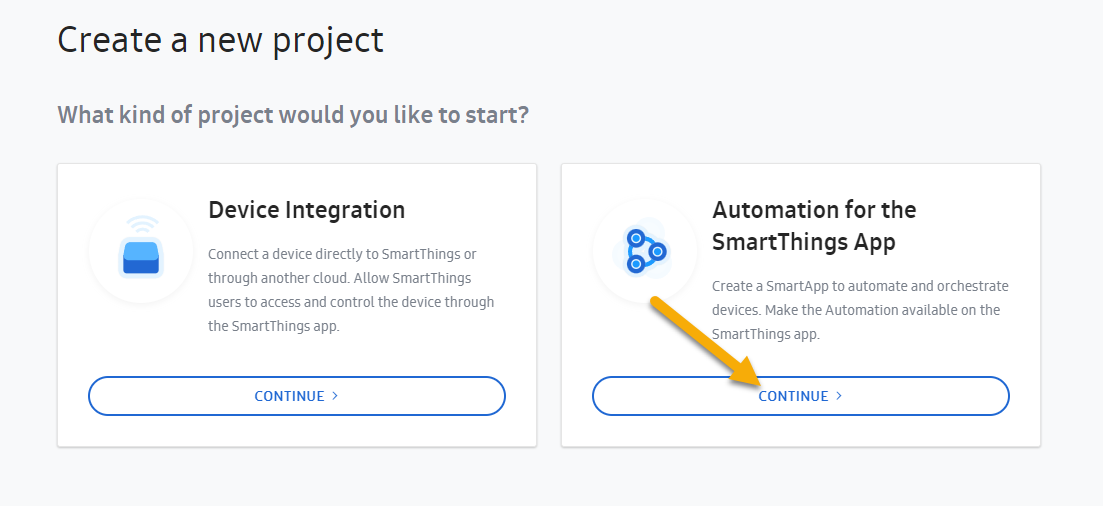 Create a new project
What kind of project would you like to start?
Device Integration
Connect a device directly to SmartThings or
through another cloud. Allow SmartThings
users to access and control the device through
the SmartThings app.
CONTINUE >
Automation for the
SmartThings App
Create a SmartApp to automate and orchestrate
devices. Make the Automation available on the
SmartThings app.
CONTINUE >